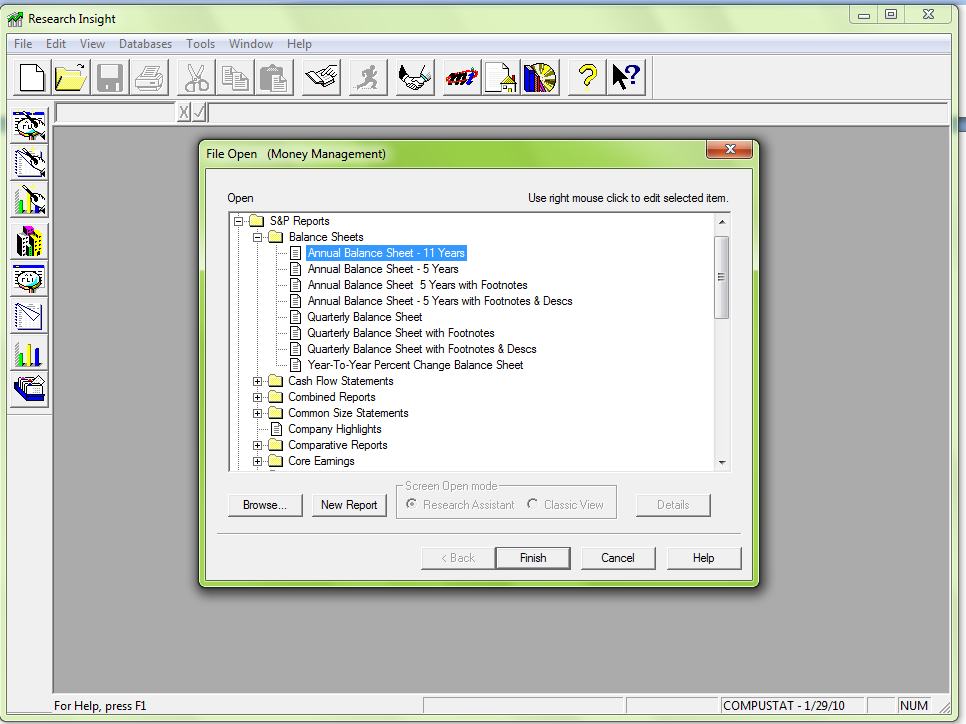 Research Insight
File Edit View Databases Tools Window Help
File Open (Money Management)
Open
Use right mouse click to edit selected item.
S&P Reports
Balance Sheets
Annual Balance Sheet - 11 Years
Annual Balance Sheet - 5 Years
Annual Balance Sheet 5 Years with Footnotes
Annual Balance Sheet - 5 Years with Footnotes & Descs
Quarterly Balance Sheet
Quarterly Balance Sheet with Footnotes
Quarterly Balance Sheet with Footnotes & Descs
Year-To-Year Percent Change Balance Sheet
Cash Flow Statements
Combined Reports
Common Size Statements
Company Highlights
Comparative Reports
Core Earnings
Screen Open mode
Browse... New Report Research Assistant Classic View Details
< Back Finish Cancel Help
For Help, press F1 COMPUSTAT - 1/29/10 NUM